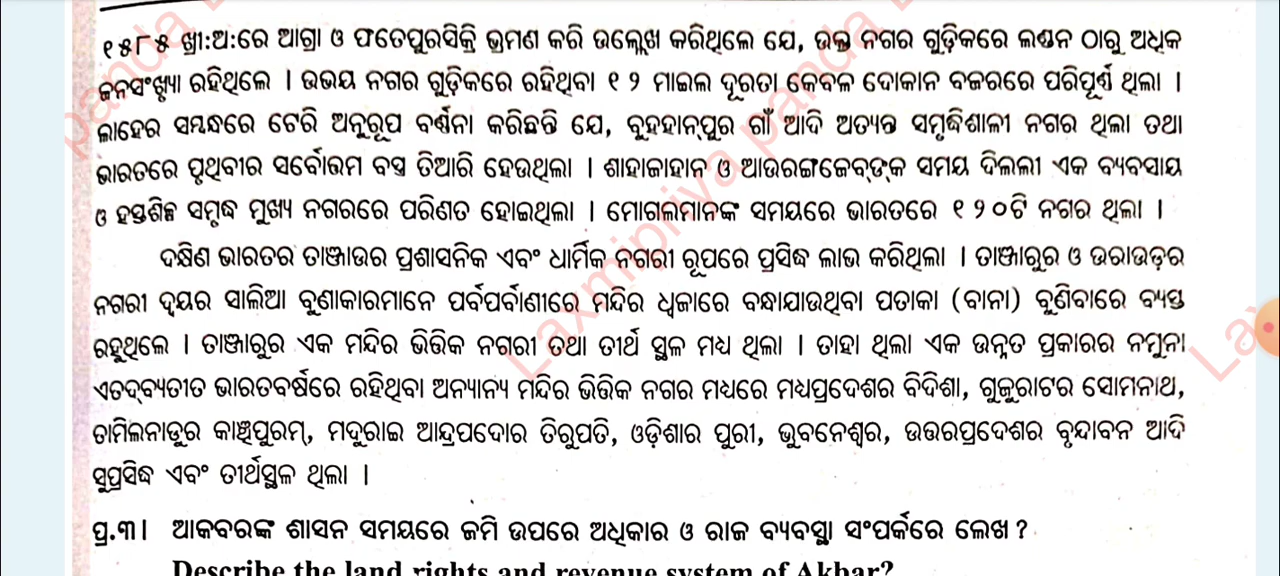 ୧୫୮୫ ଖ୍ରୀ:ଅ:ରେ ଆଗ୍ରା ଓ ଫତେପୁରସିକ୍ରି ଭ୍ରମଣ କରି ଉଲ୍ଲେଖ କରିଥିଲେ ଯେ, ଉକ୍ତ ନଗର ଗୁଡ଼ିକରେ ଲଣ୍ଡନ ଠାରୁ ଅଧିକ
ଜନସଂଖ୍ୟା ରହିଥିଲେ । ଉଭୟ ନଗର ଗୁଡ଼ିକରେ ରହିଥିବା ୧୨ ମାଇଲ ଦୂରତା କେବଳ ଦୋକାନ ବଜରରେ ପରିପୂର୍ଣ୍ଣ ଥିଲା ।
ଲାହେର ସମ୍ବନ୍ଧରେ ଟେରି ଅନୁରୂପ ବର୍ଣ୍ଣନା କରିଛନ୍ତି ଯେ, ବୁହହାନ୍‌ପୁର ଗାଁ ଆଦି ଅତ୍ୟନ୍ତ ସମୃଦ୍ଧିଶାଳୀ ନଗର ଥିଲା ତଥା
ଭାରତରେ ପୃଥିବୀର ସର୍ବୋତ୍ତମ ବସ୍ତ୍ର ତିଆରି ହେଉଥିଲା । ଶାହାଜାହାନ ଓ ଆଉରଙ୍ଗଜେବ୍‌ଙ୍କ ସମୟ ଦିଲଲୀ ଏକ ବ୍ୟବସାୟ
ଓ ହସ୍ତଶିଳ୍ପ ସମୃଦ୍ଧ ମୁଖ୍ୟ ନଗରରେ ପରିଣତ ହୋଇଥିଲା । ମୋଗଲମାନଙ୍କ ସମୟରେ ଭାରତରେ ୧୨୦ଟି ନଗର ଥିଲା ।
ଦକ୍ଷିଣ ଭାରତର ତାଞ୍ଜାଉର ପ୍ରଶାସନିକ ଏବଂ ଧାର୍ମିକ ନଗରୀ ରୂପରେ ପ୍ରସିଦ୍ଧ ଲାଭ କରିଥିଲା । ତାଞ୍ଜାରୁର ଓ ଉରାଉଡ଼ର
ନଗରୀ ଦ୍ୱୟର ସାଲିଆ ବୁଣାକାରମାନେ ପର୍ବପର୍ବାଣୀରେ ମନ୍ଦିର ଧ୍ୱଜାରେ ବନ୍ଧାଯାଉଥିବା ପତାକା (ବାନା) ବୁଣିବାରେ ବ୍ୟସ୍ତ
ରହୁଥିଲେ । ତାଞ୍ଜାରୁର ଏକ ମନ୍ଦିର ଭିତ୍ତିକ ନଗରୀ ତଥା ତୀର୍ଥ ସ୍ଥଳ ମଧ୍ୟ ଥିଲା । ତାହା ଥିଲା ଏକ ଉନ୍ନତ ପ୍ରକାରର ନମୁନା
ଏତଦ୍‌ବ୍ୟତୀତ ଭାରତବର୍ଷରେ ରହିଥିବା ଅନ୍ୟାନ୍ୟ ମନ୍ଦିର ଭିତ୍ତିକ ନଗର ମଧ୍ୟରେ ମଧ୍ୟପ୍ରଦେଶର ବିଦିଶା, ଗୁଜୁରାଟର ସୋମନାଥ,
ତାମିଲନାଡୁର କାଞ୍ଚିପୁରମ୍, ମଦୁରାଇ ଆନ୍ଦ୍ରପଦୋର ତିରୁପତି, ଓଡ଼ିଶାର ପୁରୀ, ଭୁବନେଶ୍ୱର, ଉତ୍ତରପ୍ରଦେଶର ବୃନ୍ଦାବନ ଆଦି
ସୁପ୍ରସିଦ୍ଧ ଏବଂ ତୀର୍ଥସ୍ଥଳ ଥିଲା ।
ପ୍ର.୩। ଆକବରଙ୍କ ଶାସନ ସମୟରେ ଜମି ଉପରେ ଅଧିକାର ଓ ରାଜ ବ୍ୟବସ୍ଥା ସଂପର୍କରେ ଲେଖ ?
Describe the land rights and revenue system of Akbar?
Laxmipriya panda